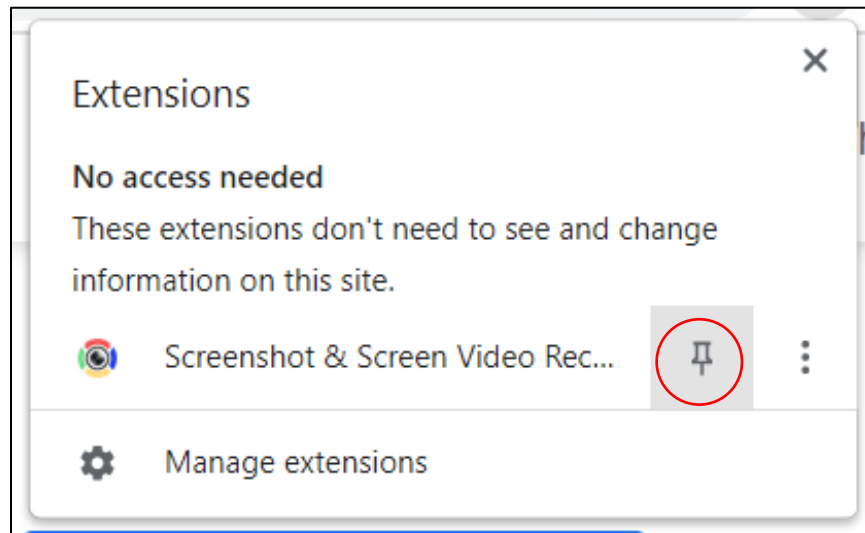 Extensions
No access needed
These extensions don't need to see and change
information on this site.
Screenshot & Screen Video Rec...
Manage extensions